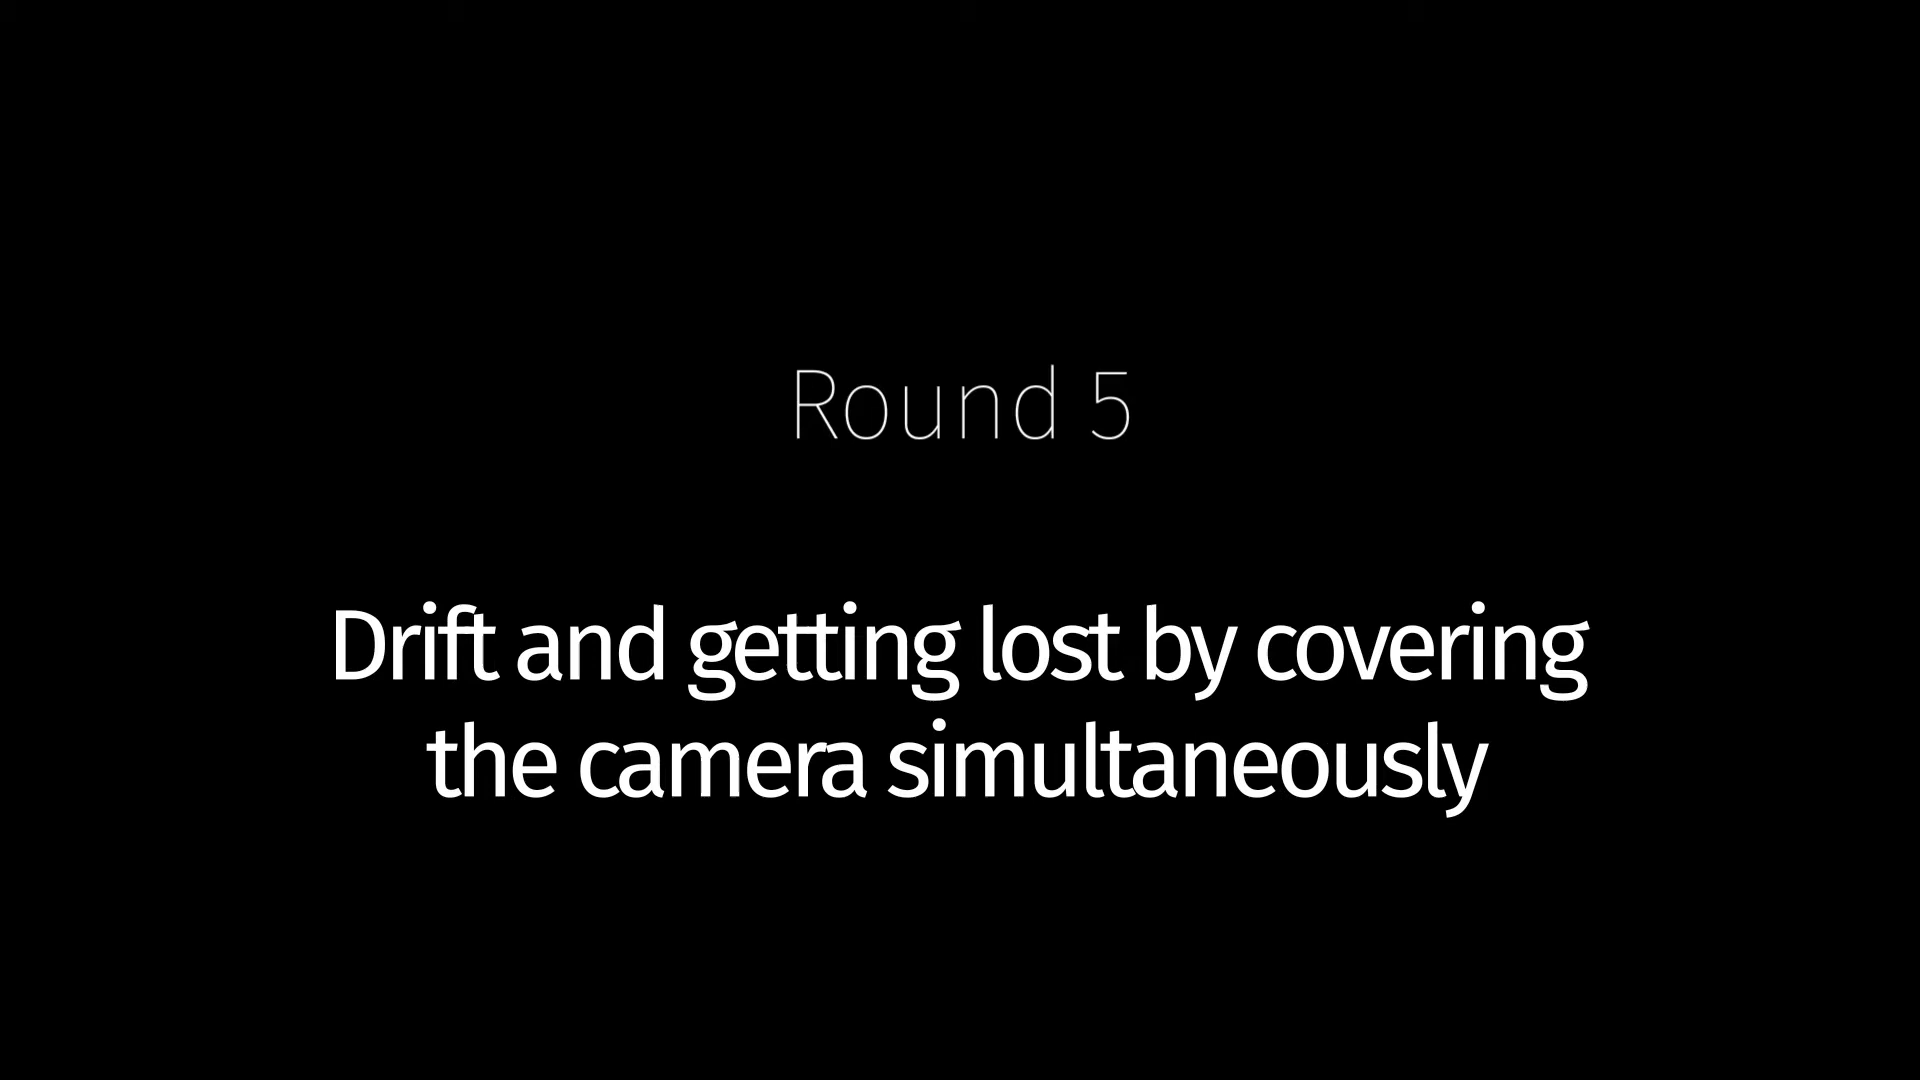 Round 5
Drift and getting lost by covering
the camera simultaneously